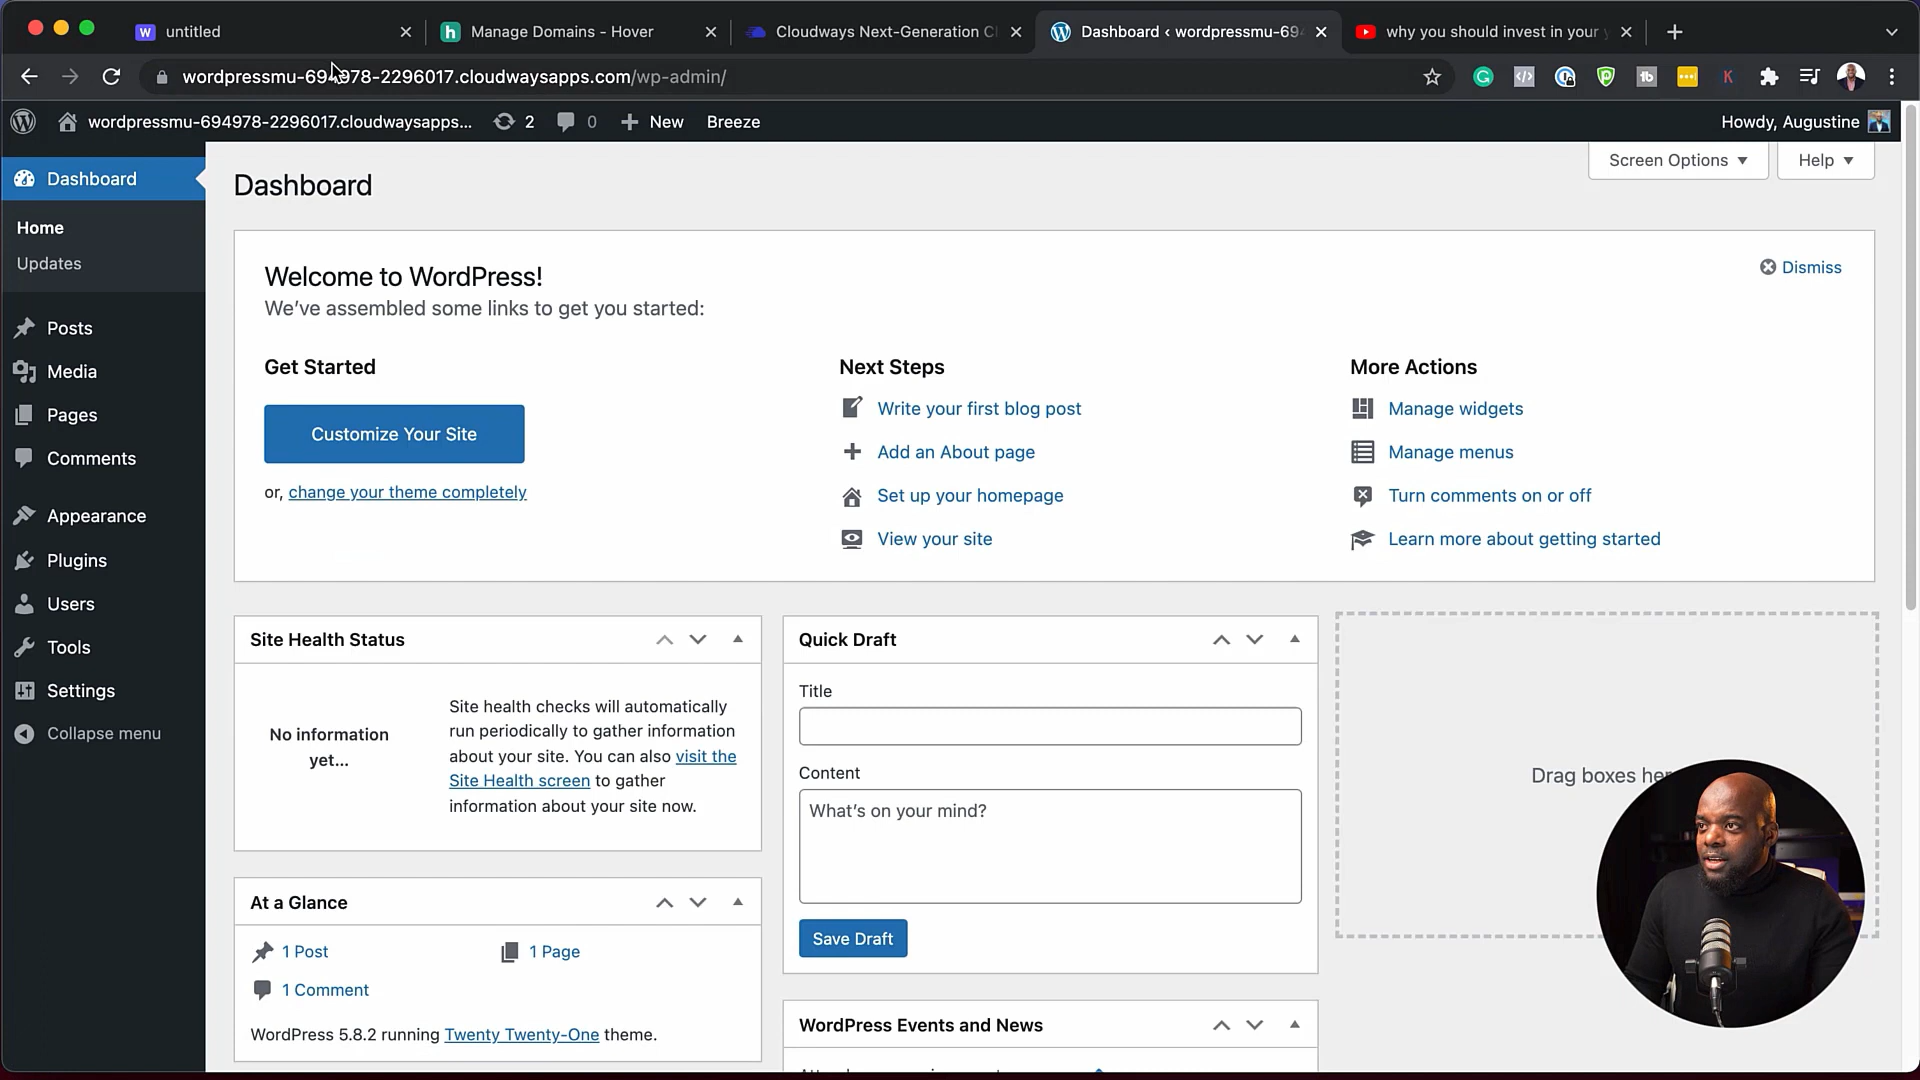 untitled
Manage Domains - Hover
Cloudways Next-Generation Cl
Dashboard ‹ wordpressmu-694
why you should invest in your y
wordpressmu-694978-2296017.cloudwaysapps.com/wp-admin/
wordpressmu-694978-2296017.cloudwaysapps...
2
0
New
Breeze
Howdy, Augustine
Dashboard
Home
Updates
Posts
Media
Pages
Comments
Appearance
Plugins
Users
Tools
Settings
Collapse menu
Screen Options
Help
Dashboard
Welcome to WordPress!
Dismiss
We've assembled some links to get you started:
Get Started
Customize Your Site
or, change your theme completely
Next Steps
Write your first blog post
Add an About page
Set up your homepage
View your site
More Actions
Manage widgets
Manage menus
Turn comments on or off
Learn more about getting started
Site Health Status
No information
yet...
Site health checks will automatically
run periodically to gather information
about your site. You can also visit the
Site Health screen to gather
information about your site now.
At a Glance
1 Post
1 Page
1 Comment
WordPress 5.8.2 running Twenty Twenty-One theme.
Quick Draft
Title
Content
What's on your mind?
Save Draft
WordPress Events and News
Drag boxes